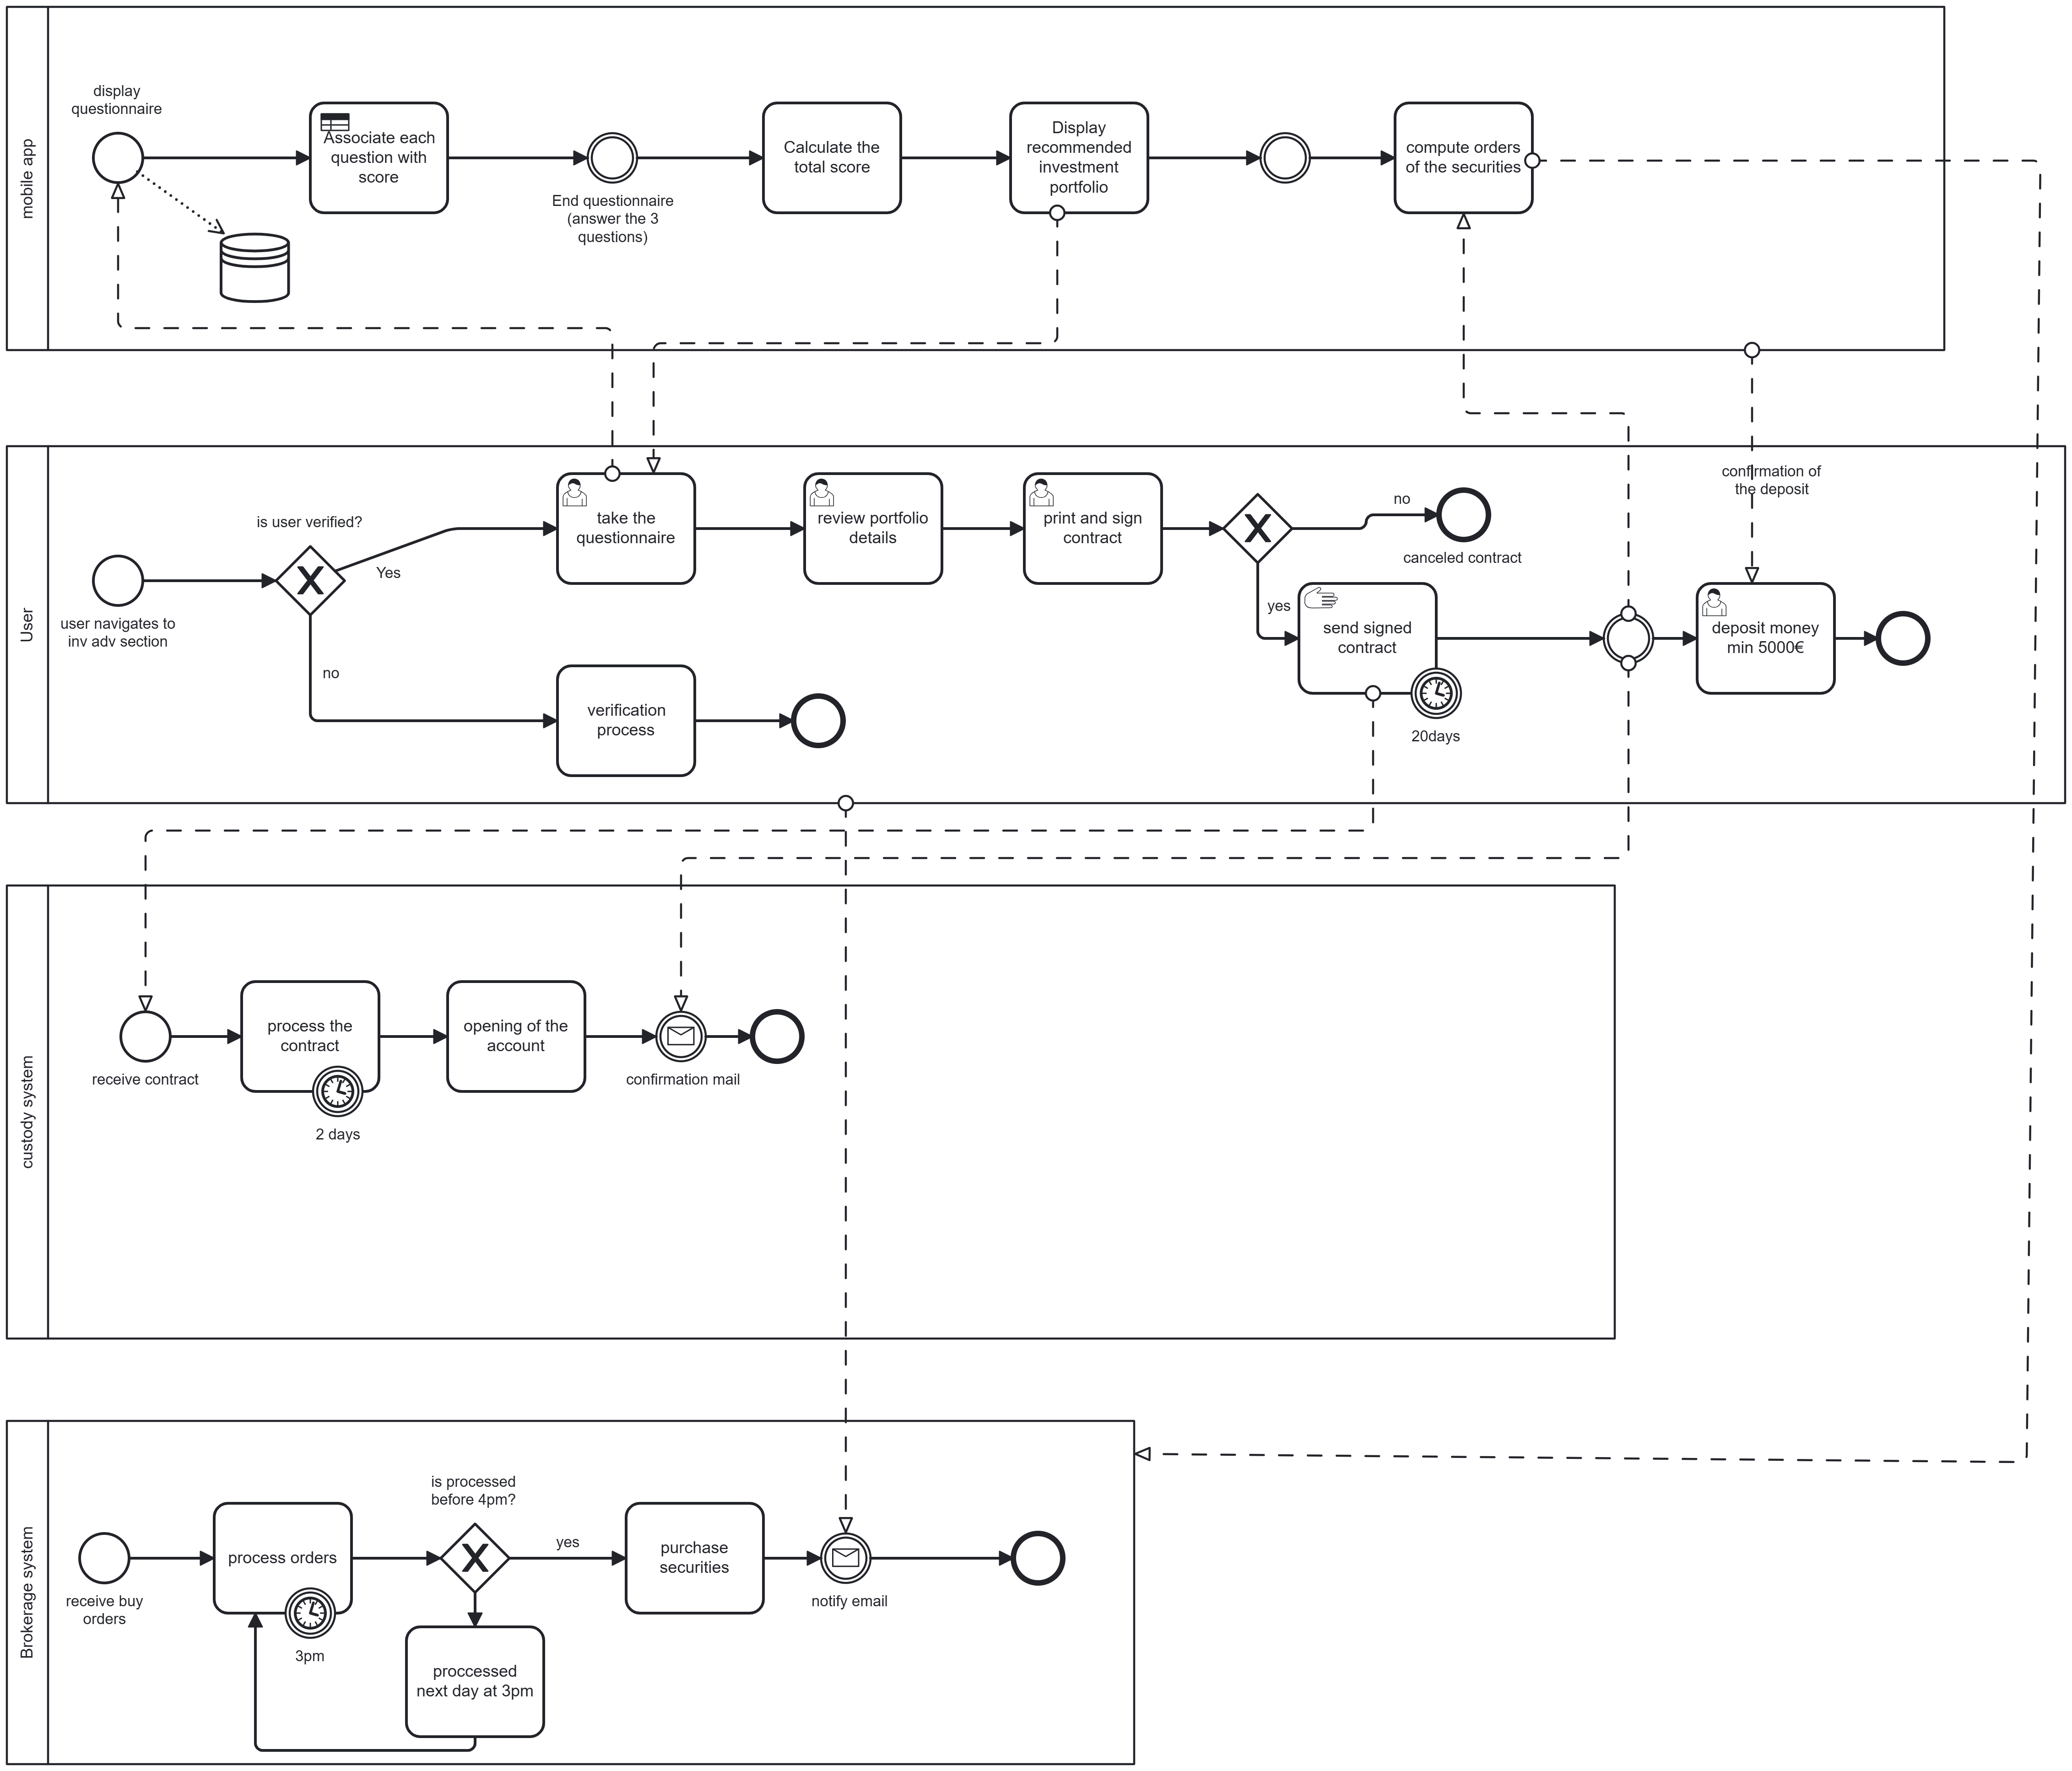 mobile app
display
questionnaire
Associate each
question with
score
End questionnaire
(answer the 3
questions)
Calculate the
total score
Display
recommended
investment
portfolio
compute orders
of the securities
User
user navigates to
inv adv section
is user verified?
Yes
no
take the
questionnaire
review portfolio
details
print and sign
contract
no
canceled contract
yes
send signed
contract
20days
confirmation of
the deposit
deposit money
min 5000€
verification
process
custody system
receive contract
process the
contract
2 days
opening of the
account
confirmation mail
Brokerage system
receive buy
orders
process orders
3pm
is processed
before 4pm?
yes
proccessed
next day at 3pm
purchase
securities
notify email